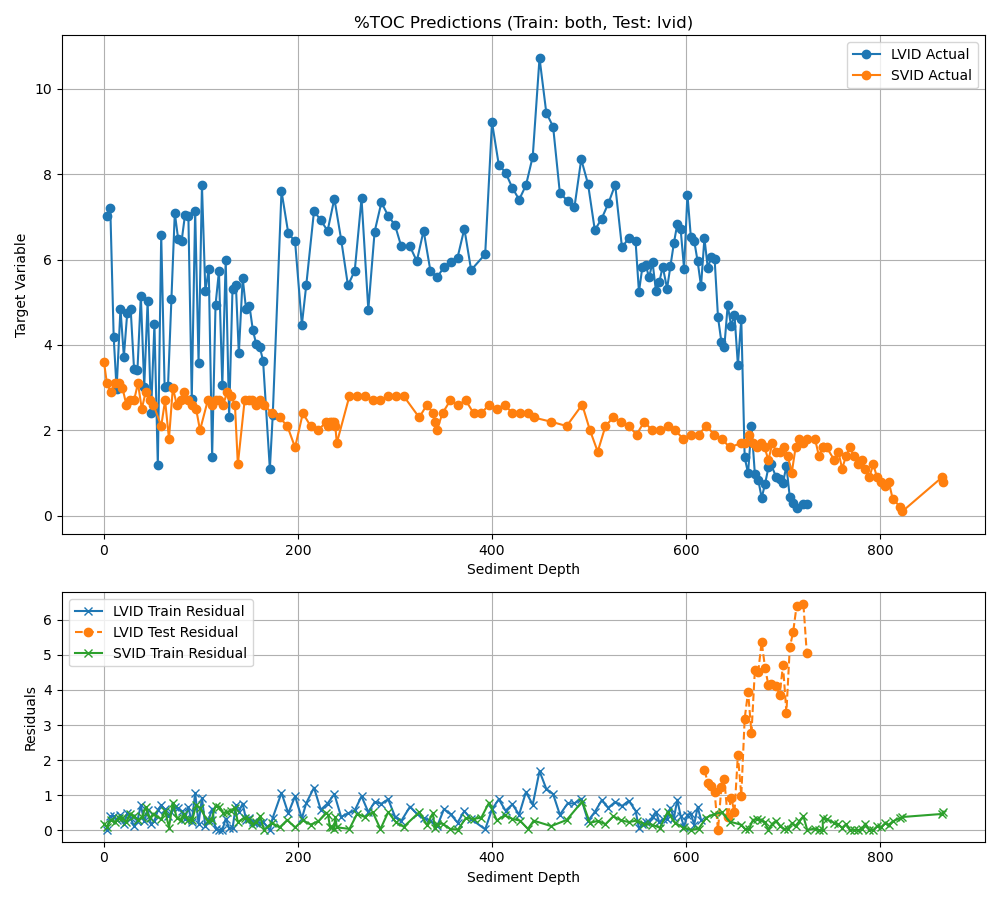 %TOC Predictions (Train: both, Test: lvid)
LVID Actual
SVID Actual
10
8
6
4
2
0
Target Variable
0 200 400 600 800
Sediment Depth
LVID Train Residual
LVID Test Residual
SVID Train Residual
6
5
4
3
2
1
0
Residuals
0 200 400 600 800
Sediment Depth